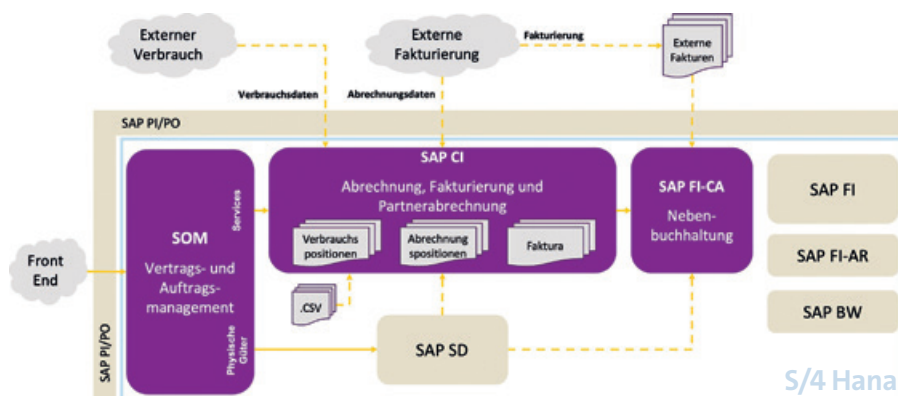 Externer
Verbrauch
Externe
Fakturierung
Fakturierung
Externe
Fakturen
Verbrauchsdaten
Abrechnungsdaten
SAP PI/PO
SAP PI/PO
Front
End
SOM
Vertrags- und
Auftrags-
management
Services
Physische
Güter
SAP CI
Abrechnung, Fakturierung und
Partnerabrechnung
Verbrauchs
positionen
Abrechnung
spositionen
Faktura
.CSV
SAP SD
SAP FI-CA
Neben-
buchhaltung
SAP FI
SAP FI-AR
SAP BW
S/4 Hana